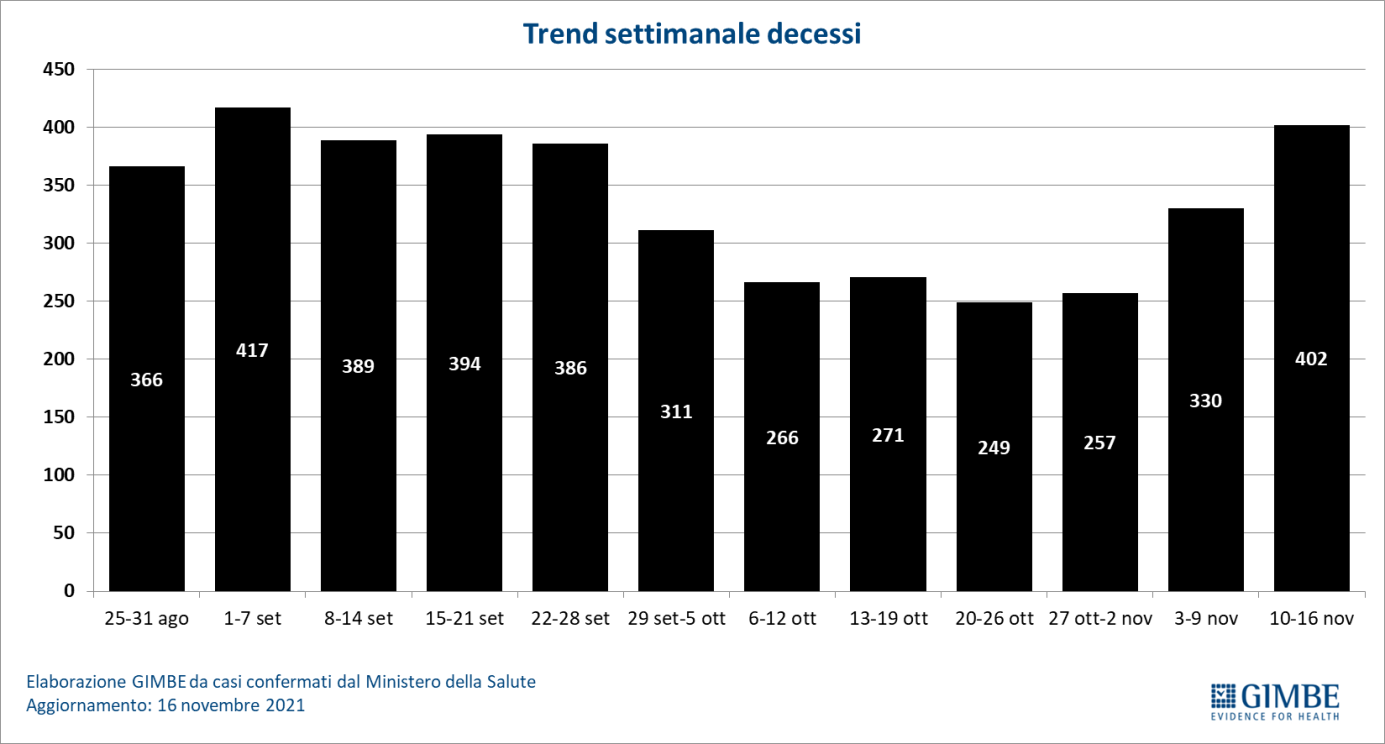 Trend settimanale decessi
450
400
350
300
250
200
150
100
50
0
366
417
389
394
386
311
266
271
249
257
330
402
25-31 ago
1-7 set
8-14 set
15-21 set
22-28 set
29 set-5 ott
6-12 ott
13-19 ott
20-26 ott
27 ott-2 nov
3-9 nov
10-16 nov
Elaborazione GIMBE da casi confermati dal Ministero della Salute
Aggiornamento: 16 novembre 2021
GIMBE
EVIDENCE FOR HEALTH